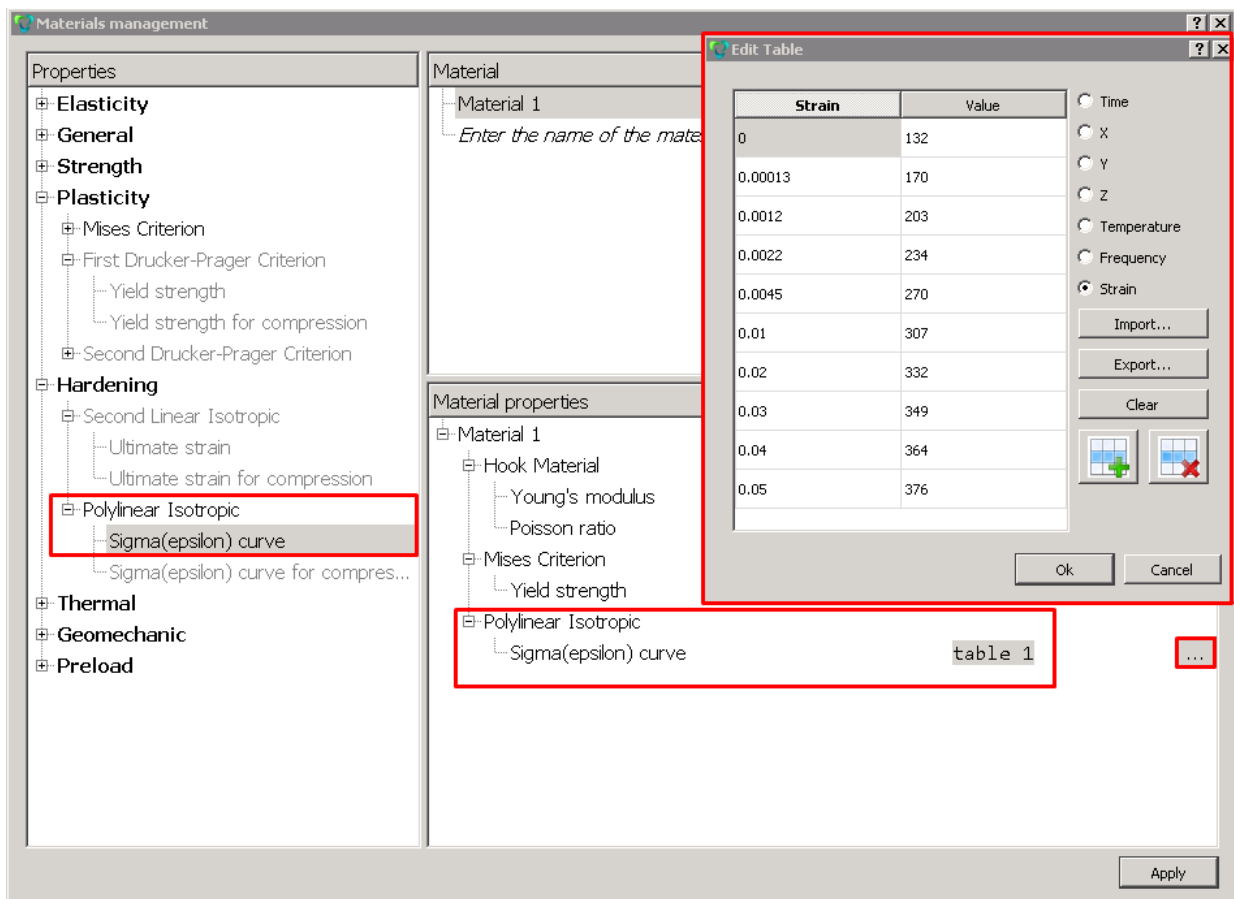 Materials management
Properties
Elasticity
General
Strength
Plasticity
Mises Criterion
First Drucker-Prager Criterion
Yield strength
Yield strength for compression
Second Drucker-Prager Criterion
Hardening
Second Linear Isotropic
Ultimate strain
Ultimate strain for compression
Polylinear Isotropic
Sigma(epsilon) curve
Sigma(epsilon) curve for compres...
Thermal
Geomechanic
Preload
Material
Material 1
Enter the name of the mate
Material properties
Material 1
Hook Material
Young's modulus
Poisson ratio
Mises Criterion
Yield strength
Polylinear Isotropic
Sigma(epsilon) curve table 1 ...
Edit Table
Strain Value
0 132
0.00013 170
0.0012 203
0.0022 234
0.0045 270
0.01 307
0.02 332
0.03 349
0.04 364
0.05 376
Time
X
Y
Z
Temperature
Frequency
Strain
Import...
Export...
Clear
Ok Cancel
Apply